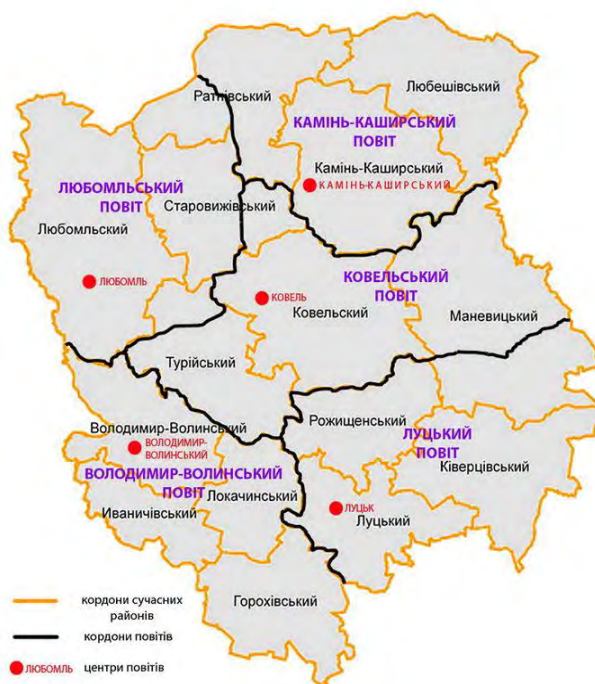 Любешівський
Ратнівський
КАМІНЬ-КАШИРСЬКИЙ
ПОВІТ
Камінь-Каширський
КАМІНЬ-КАШИРСЬКИЙ
ЛЮБОМЛЬСЬКИЙ
ПОВІТ
Старовижівський
Любомльский
ЛЮБОМЛЬ
КОВЕЛЬСЬКИЙ
ПОВІТ
КОВЕЛЬ
Ковельский
Маневицький
Турійський
Рожищенський
Володимир-Волинський
ВОЛОДИМИР-
ВОЛИНСЬКИЙ
ЛУЦЬКИЙ
ПОВІТ
Ківерцівський
ВОЛОДИМИР-ВОЛИНСЬКИЙ
ПОВІТ
Локачинський
Іваничівський
ЛУЦЬК
Луцький
Горохівський
кордони сучасних
районів
кордони повітів
ЛЮБОМЛЬ центри повітів